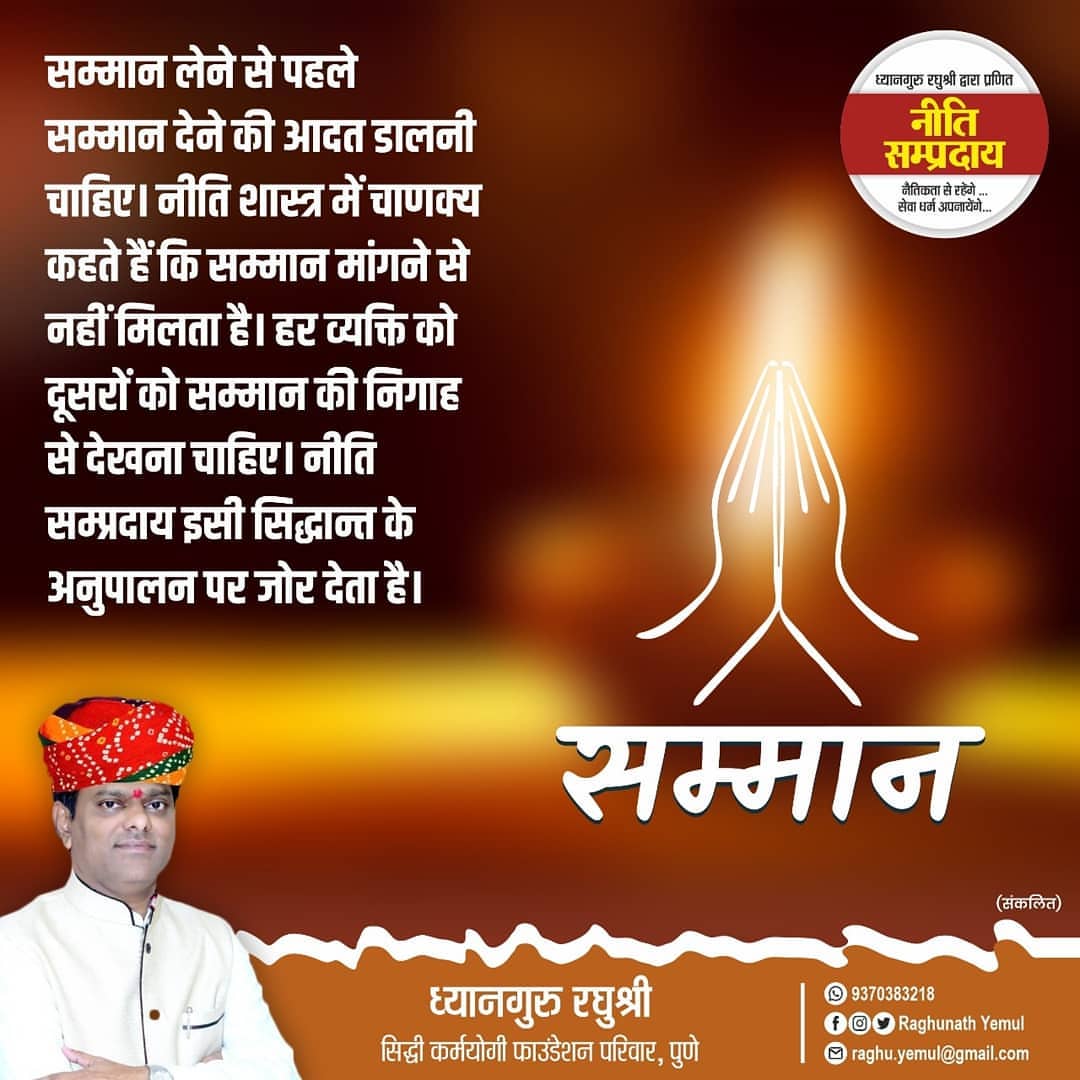 सम्मान लेने से पहले
सम्मान देने की आदत डालनी
चाहिए। नीति शास्त्र में चाणक्य
कहते हैं कि सम्मान मांगने से
नहीं मिलता है। हर व्यक्ति को
दूसरों को सम्मान की निगाह
से देखना चाहिए। नीति
सम्प्रदाय इसी सिद्धान्त के
अनुपालन पर जोर देता है।
ध्यानगुरु रघुश्री द्वारा प्रणित
नीति
सम्प्रदाय
नैतिकता से रहेंगे ...
सेवा धर्म अपनायेंगे...
सम्मान
(संकलित)
ध्यानगुरु रघुश्री
सिद्धी कर्मयोगी फाउंडेशन परिवार, पुणे
9370383218
Raghunath Yemul
raghu.yemul@gmail.com